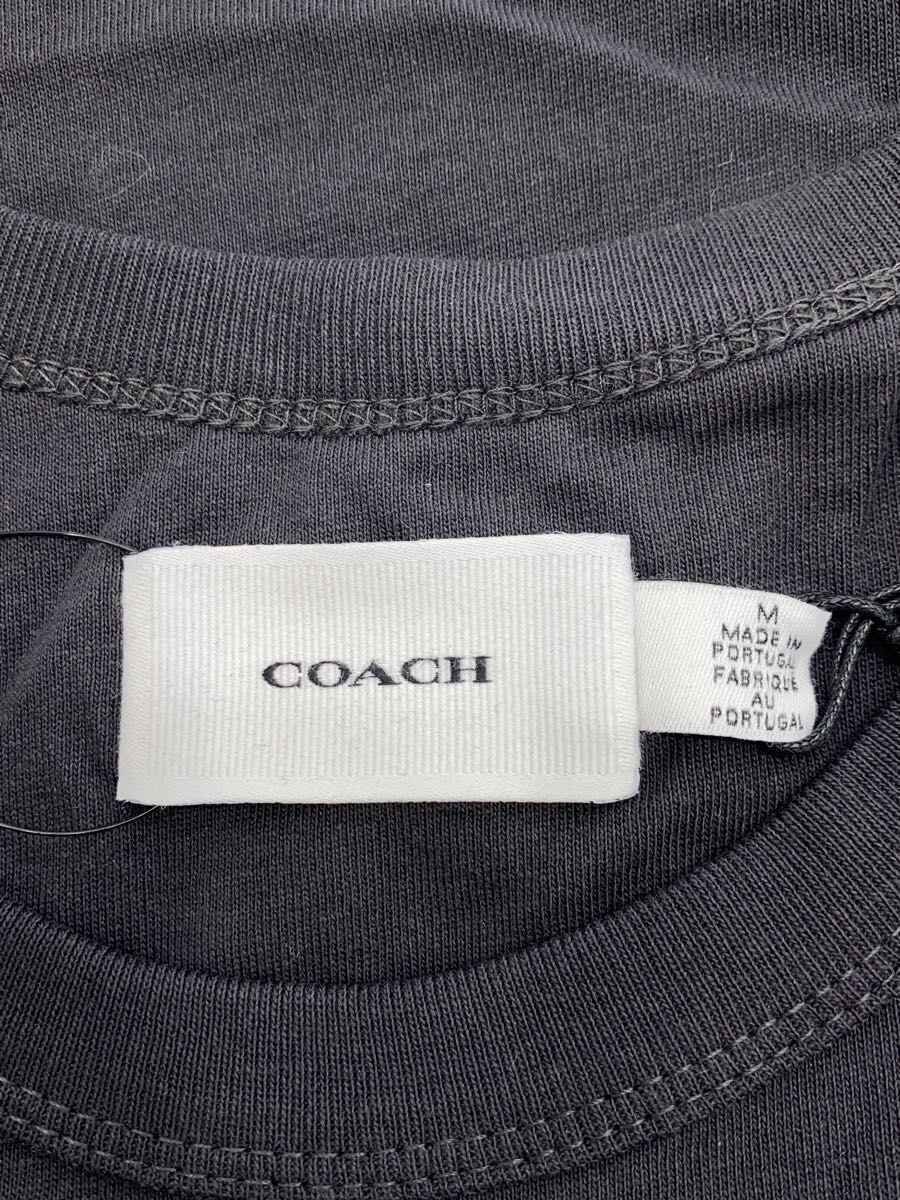 COACH
M
MADE IN
PORTUGAL
FABRIQUE
AU
PORTUGAL